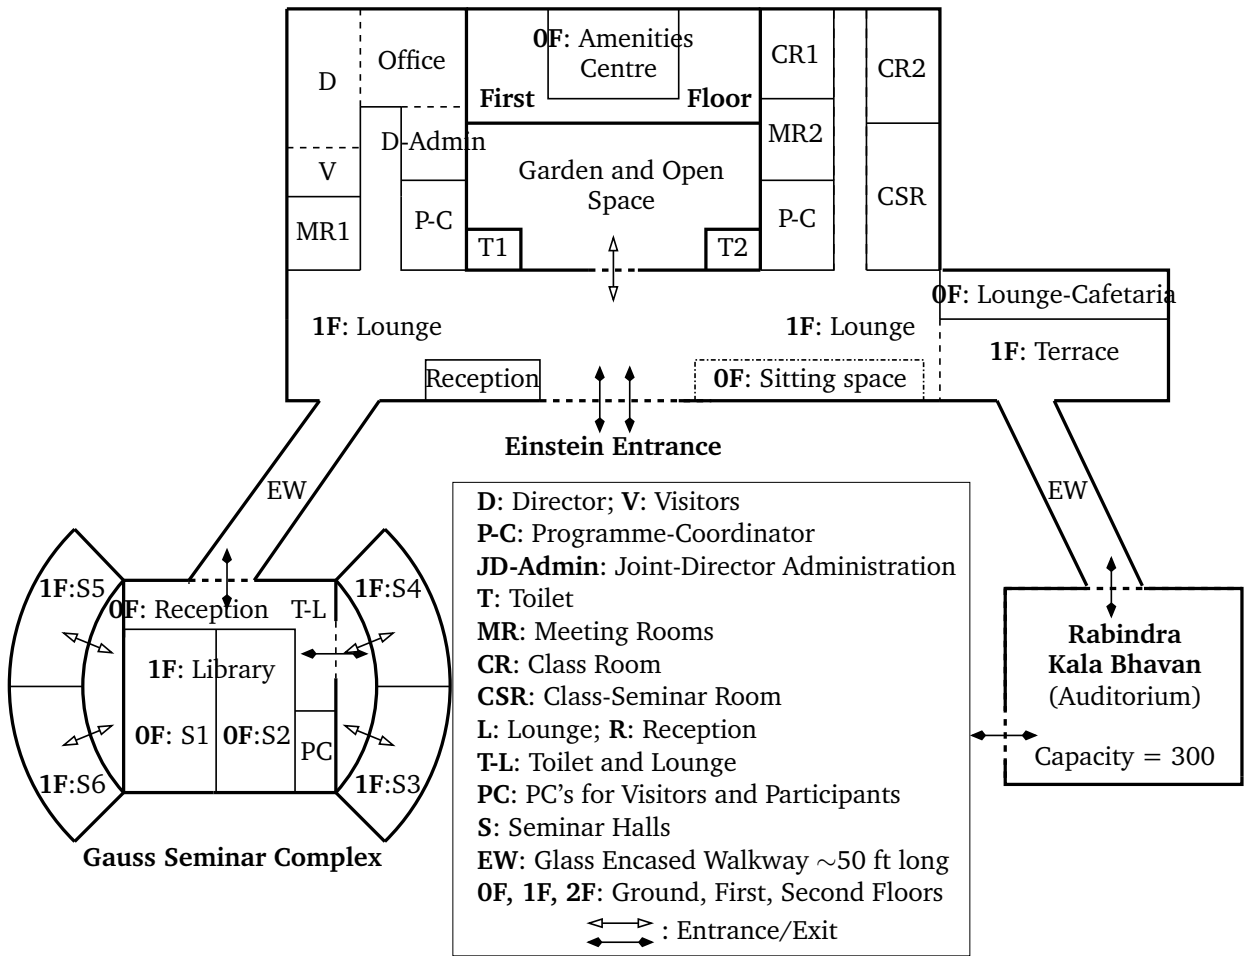 0F: Amenities
Centre
Office
D
CR1
CR2
First
Floor
D-Admin
MR2
V
Garden and Open
Space
CSR
MR1
P-C
P-C
T1
T2
0F: Lounge-Cafetaria
1F: Lounge
1F: Lounge
1F: Terrace
Reception
0F: Sitting space
Einstein Entrance
EW
EW
D: Director; V: Visitors
P-C: Programme-Coordinator
JD-Admin: Joint-Director Administration
T: Toilet
MR: Meeting Rooms
CR: Class Room
CSR: Class-Seminar Room
L: Lounge; R: Reception
T-L: Toilet and Lounge
PC: PC's for Visitors and Participants
S: Seminar Halls
EW: Glass Encased Walkway ~50 ft long
0F, 1F, 2F: Ground, First, Second Floors
: Entrance/Exit
1F:S5
0F: Reception
T-L
1F:S4
1F: Library
0F: S1
0F:S2
PC
1F:S6
1F:S3
Gauss Seminar Complex
Rabindra
Kala Bhavan
(Auditorium)
Capacity = 300